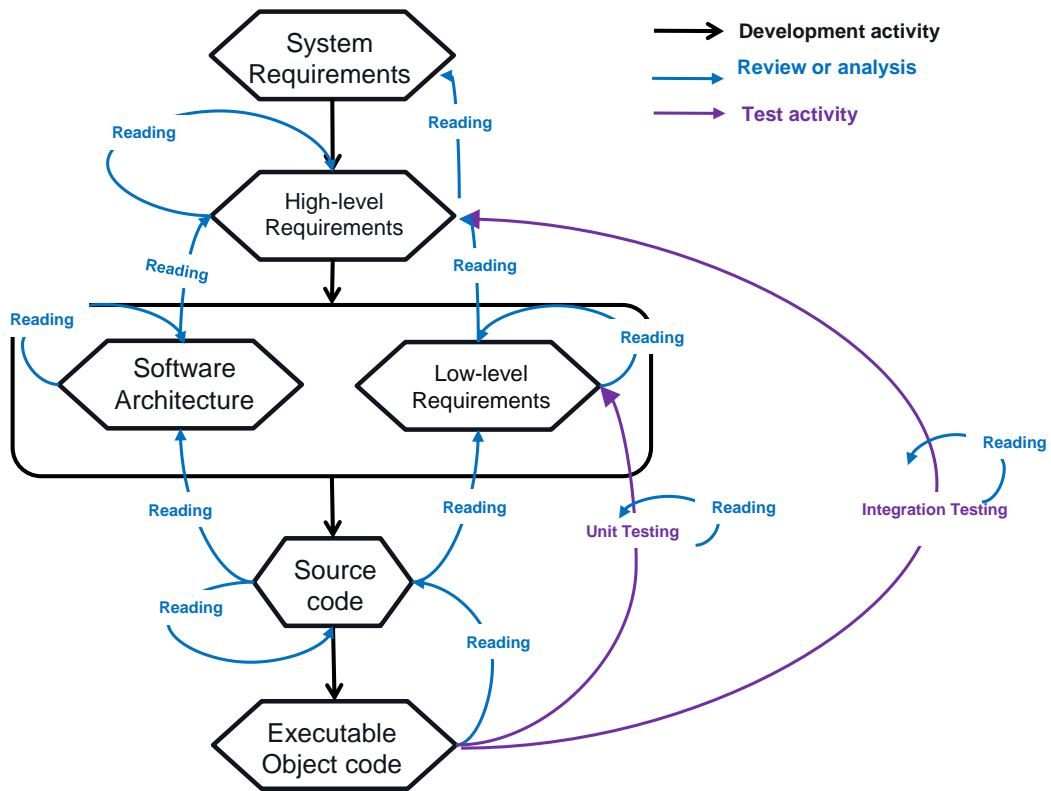 System
Requirements
Development activity
Review or analysis
Test activity
Reading
Reading
High-level
Requirements
Reading
Reading
Reading
Reading
Software
Architecture
Low-level
Requirements
Reading
Reading
Reading
Reading
Unit Testing
Reading
Integration Testing
Source
code
Reading
Reading
Executable
Object code